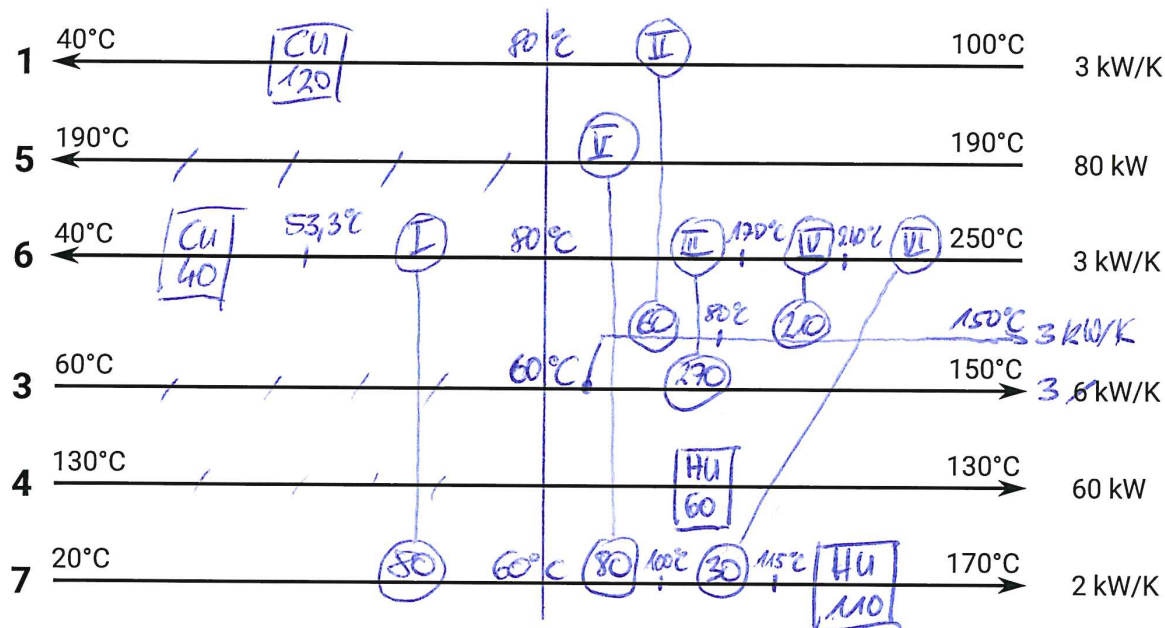 1 40°C CU 120 80°C II 100°C 3 kW/K
5 190°C V 190°C 80 kW
6 40°C CU 40 53,3°C I 80°C III 170°C IV 210°C VI 250°C 3 kW/K
60 80°C 210 150°C 3 kW/K
3 60°C 60°C 270 150°C 3 6 kW/K
4 130°C HU 60 130°C 60 kW
7 20°C 80 60°C 80 100°C 30 115°C HU 110 170°C 2 kW/K